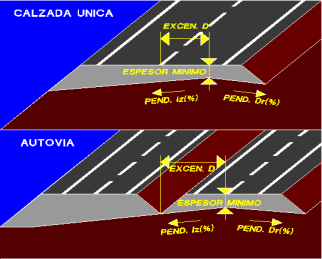 CALZADA UNICA
EXCEN. D
ESPESOR MINIMO
PEND. Iz(%)
PEND. Dr(%)
AUTOVIA
EXCEN. D
ESPESOR MINIMO
PEND. Iz(%)
PEND. Dr(%)